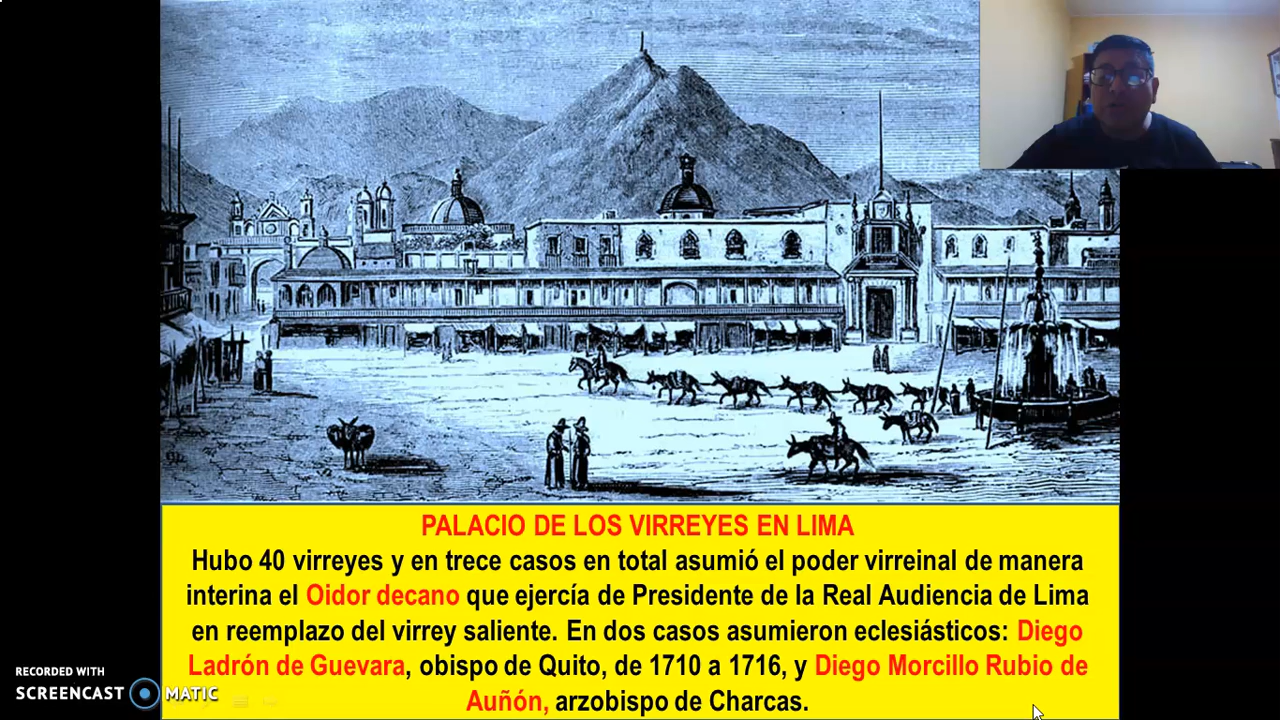 PALACIO DE LOS VIRREYES EN LIMA
Hubo 40 virreyes y en trece casos en total asumió el poder virreinal de manera
interina el Oidor decano que ejercía de Presidente de la Real Audiencia de Lima
en reemplazo del virrey saliente. En dos casos asumieron eclesiásticos: Diego
Ladrón de Guevara, obispo de Quito, de 1710 a 1716, y Diego Morcillo Rubio de
Auñón, arzobispo de Charcas.
RECORDED WITH
SCREENCAST MATIC